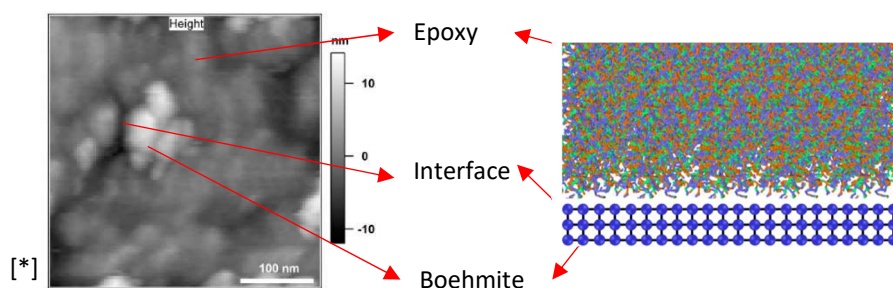 Height
nm
10
0
-10
100 nm
[*]
Epoxy
Interface
Boehmite